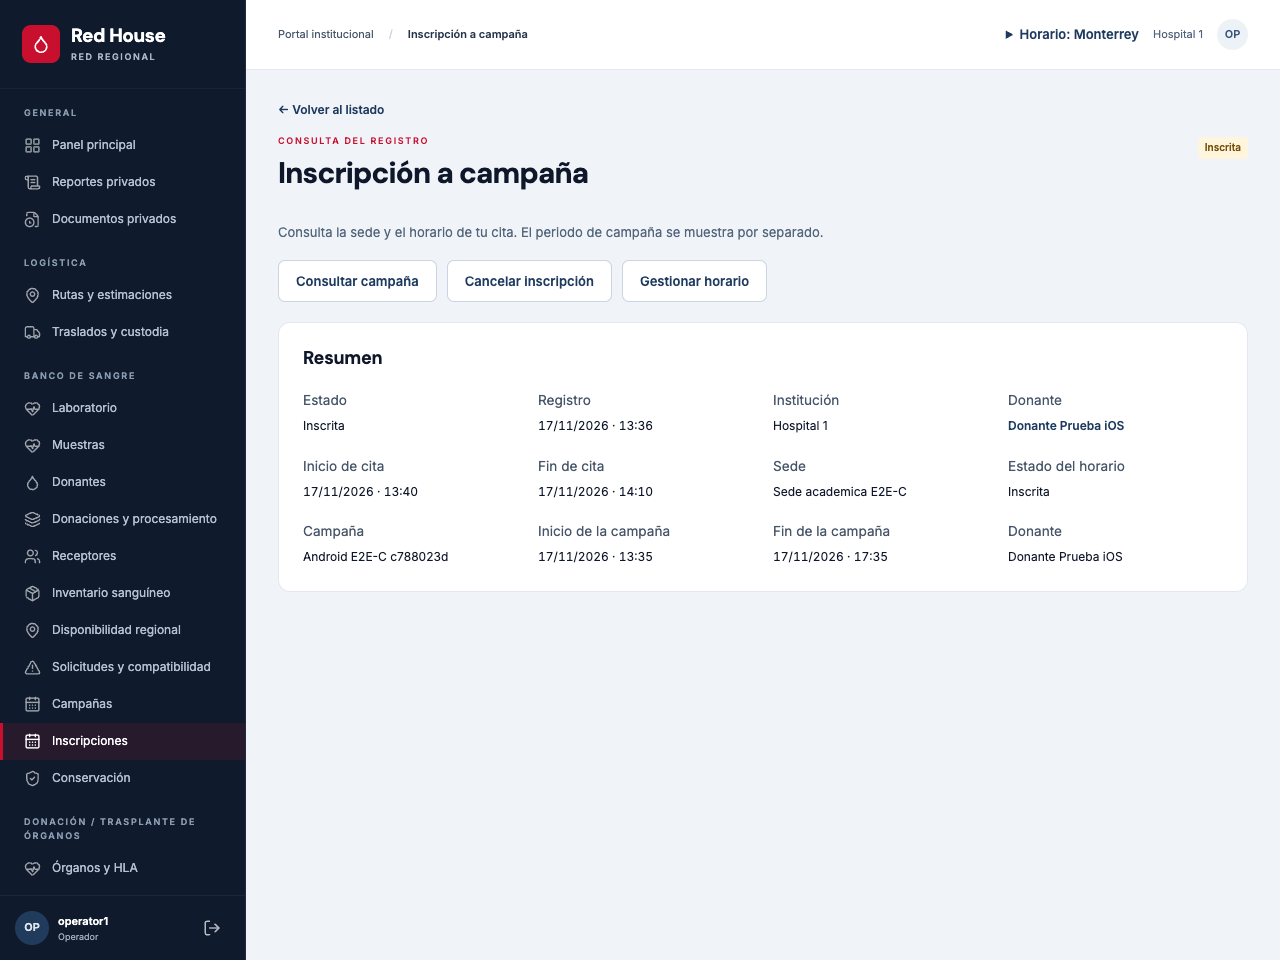 Red House
RED REGIONAL
GENERAL
Panel principal
Reportes privados
Documentos privados
LOGÍSTICA
Rutas y estimaciones
Traslados y custodia
BANCO DE SANGRE
Laboratorio
Muestras
Donantes
Donaciones y procesamiento
Receptores
Inventario sanguíneo
Disponibilidad regional
Solicitudes y compatibilidad
Campañas
Inscripciones
Conservación
DONACIÓN / TRASPLANTE DE
ÓRGANOS
Órganos y HLA
OP
operator1
Operador
Portal institucional / Inscripción a campaña
▶ Horario: Monterrey Hospital 1 OP
← Volver al listado
CONSULTA DEL REGISTRO
Inscrita
Inscripción a campaña
Consulta la sede y el horario de tu cita. El periodo de campaña se muestra por separado.
Consultar campaña Cancelar inscripción Gestionar horario
Resumen
Estado Registro Institución Donante
Inscrita 17/11/2026 · 13:36 Hospital 1 Donante Prueba iOS
Inicio de cita Fin de cita Sede Estado del horario
17/11/2026 · 13:40 17/11/2026 · 14:10 Sede academica E2E-C Inscrita
Campaña Inicio de la campaña Fin de la campaña Donante
Android E2E-C c788023d 17/11/2026 · 13:35 17/11/2026 · 17:35 Donante Prueba iOS